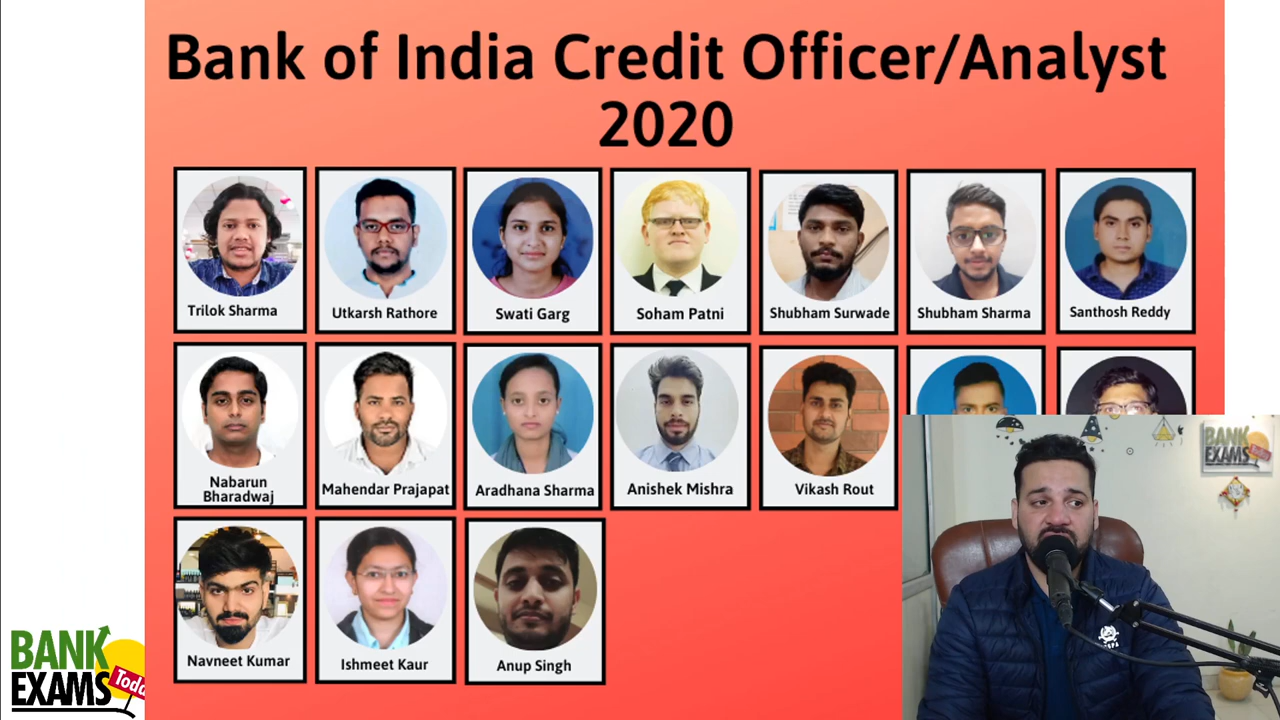 Bank of India Credit Officer/Analyst
2020
Trilok Sharma
Utkarsh Rathore
Swati Garg
Soham Patni
Shubham Surwade
Shubham Sharma
Santhosh Reddy
Nabarun
Bharadwaj
Mahendar Prajapat
Aradhana Sharma
Anishek Mishra
Vikash Rout
Navneet Kumar
Ishmeet Kaur
Anup Singh
BANK
EXAMS
BANK
EXAMS